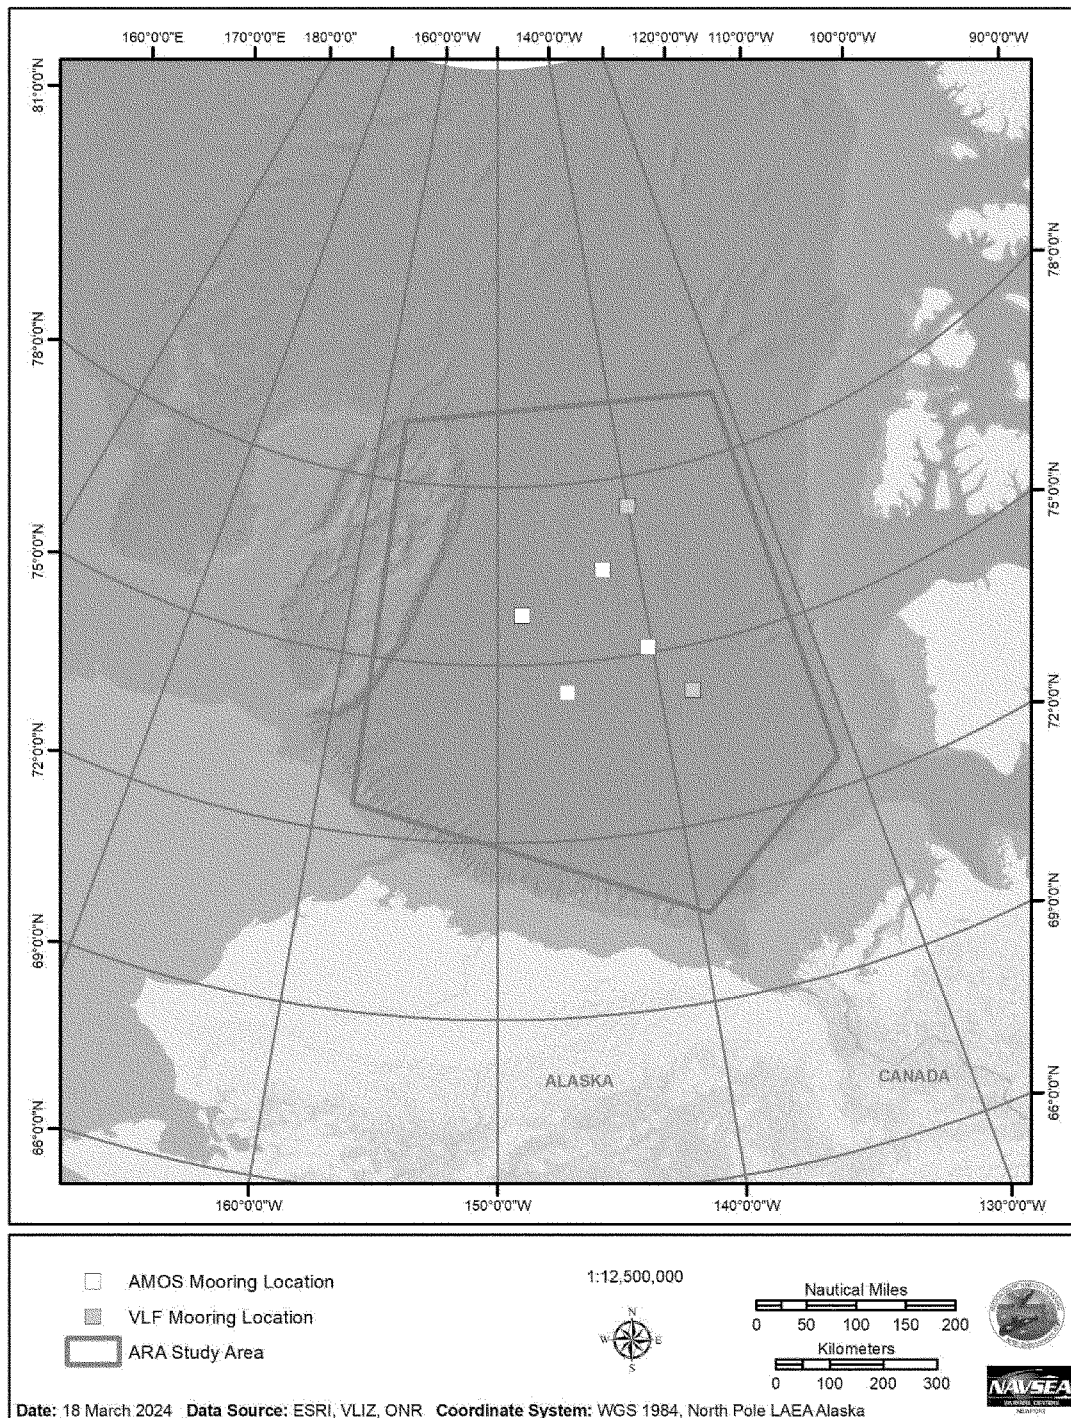 160°0'0"E 170°0'0"W 180°0'0" 160°0'0"W 140°0'0"W 120°0'0"W 110°0'0"W 100°0'0"W 90°0'0"W
81°0'0"N
78°0'0"N
78°0'0"N
75°0'0"N
75°0'0"N
72°0'0"N
72°0'0"N
69°0'0"N
69°0'0"N
66°0'0"N
66°0'0"N
ALASKA
CANADA
160°0'0"W 150°0'0"W 140°0'0"W 130°0'0"W
AMOS Mooring Location
VLF Mooring Location
ARA Study Area
1:12,500,000
N
W E
S
Nautical Miles
0 50 100 150 200
Kilometers
0 100 200 300
NAVSEA
WARFARE CENTERS
NEWPORT
Date: 18 March 2024 Data Source: ESRI, VLIZ, ONR Coordinate System: WGS 1984, North Pole LAEA Alaska